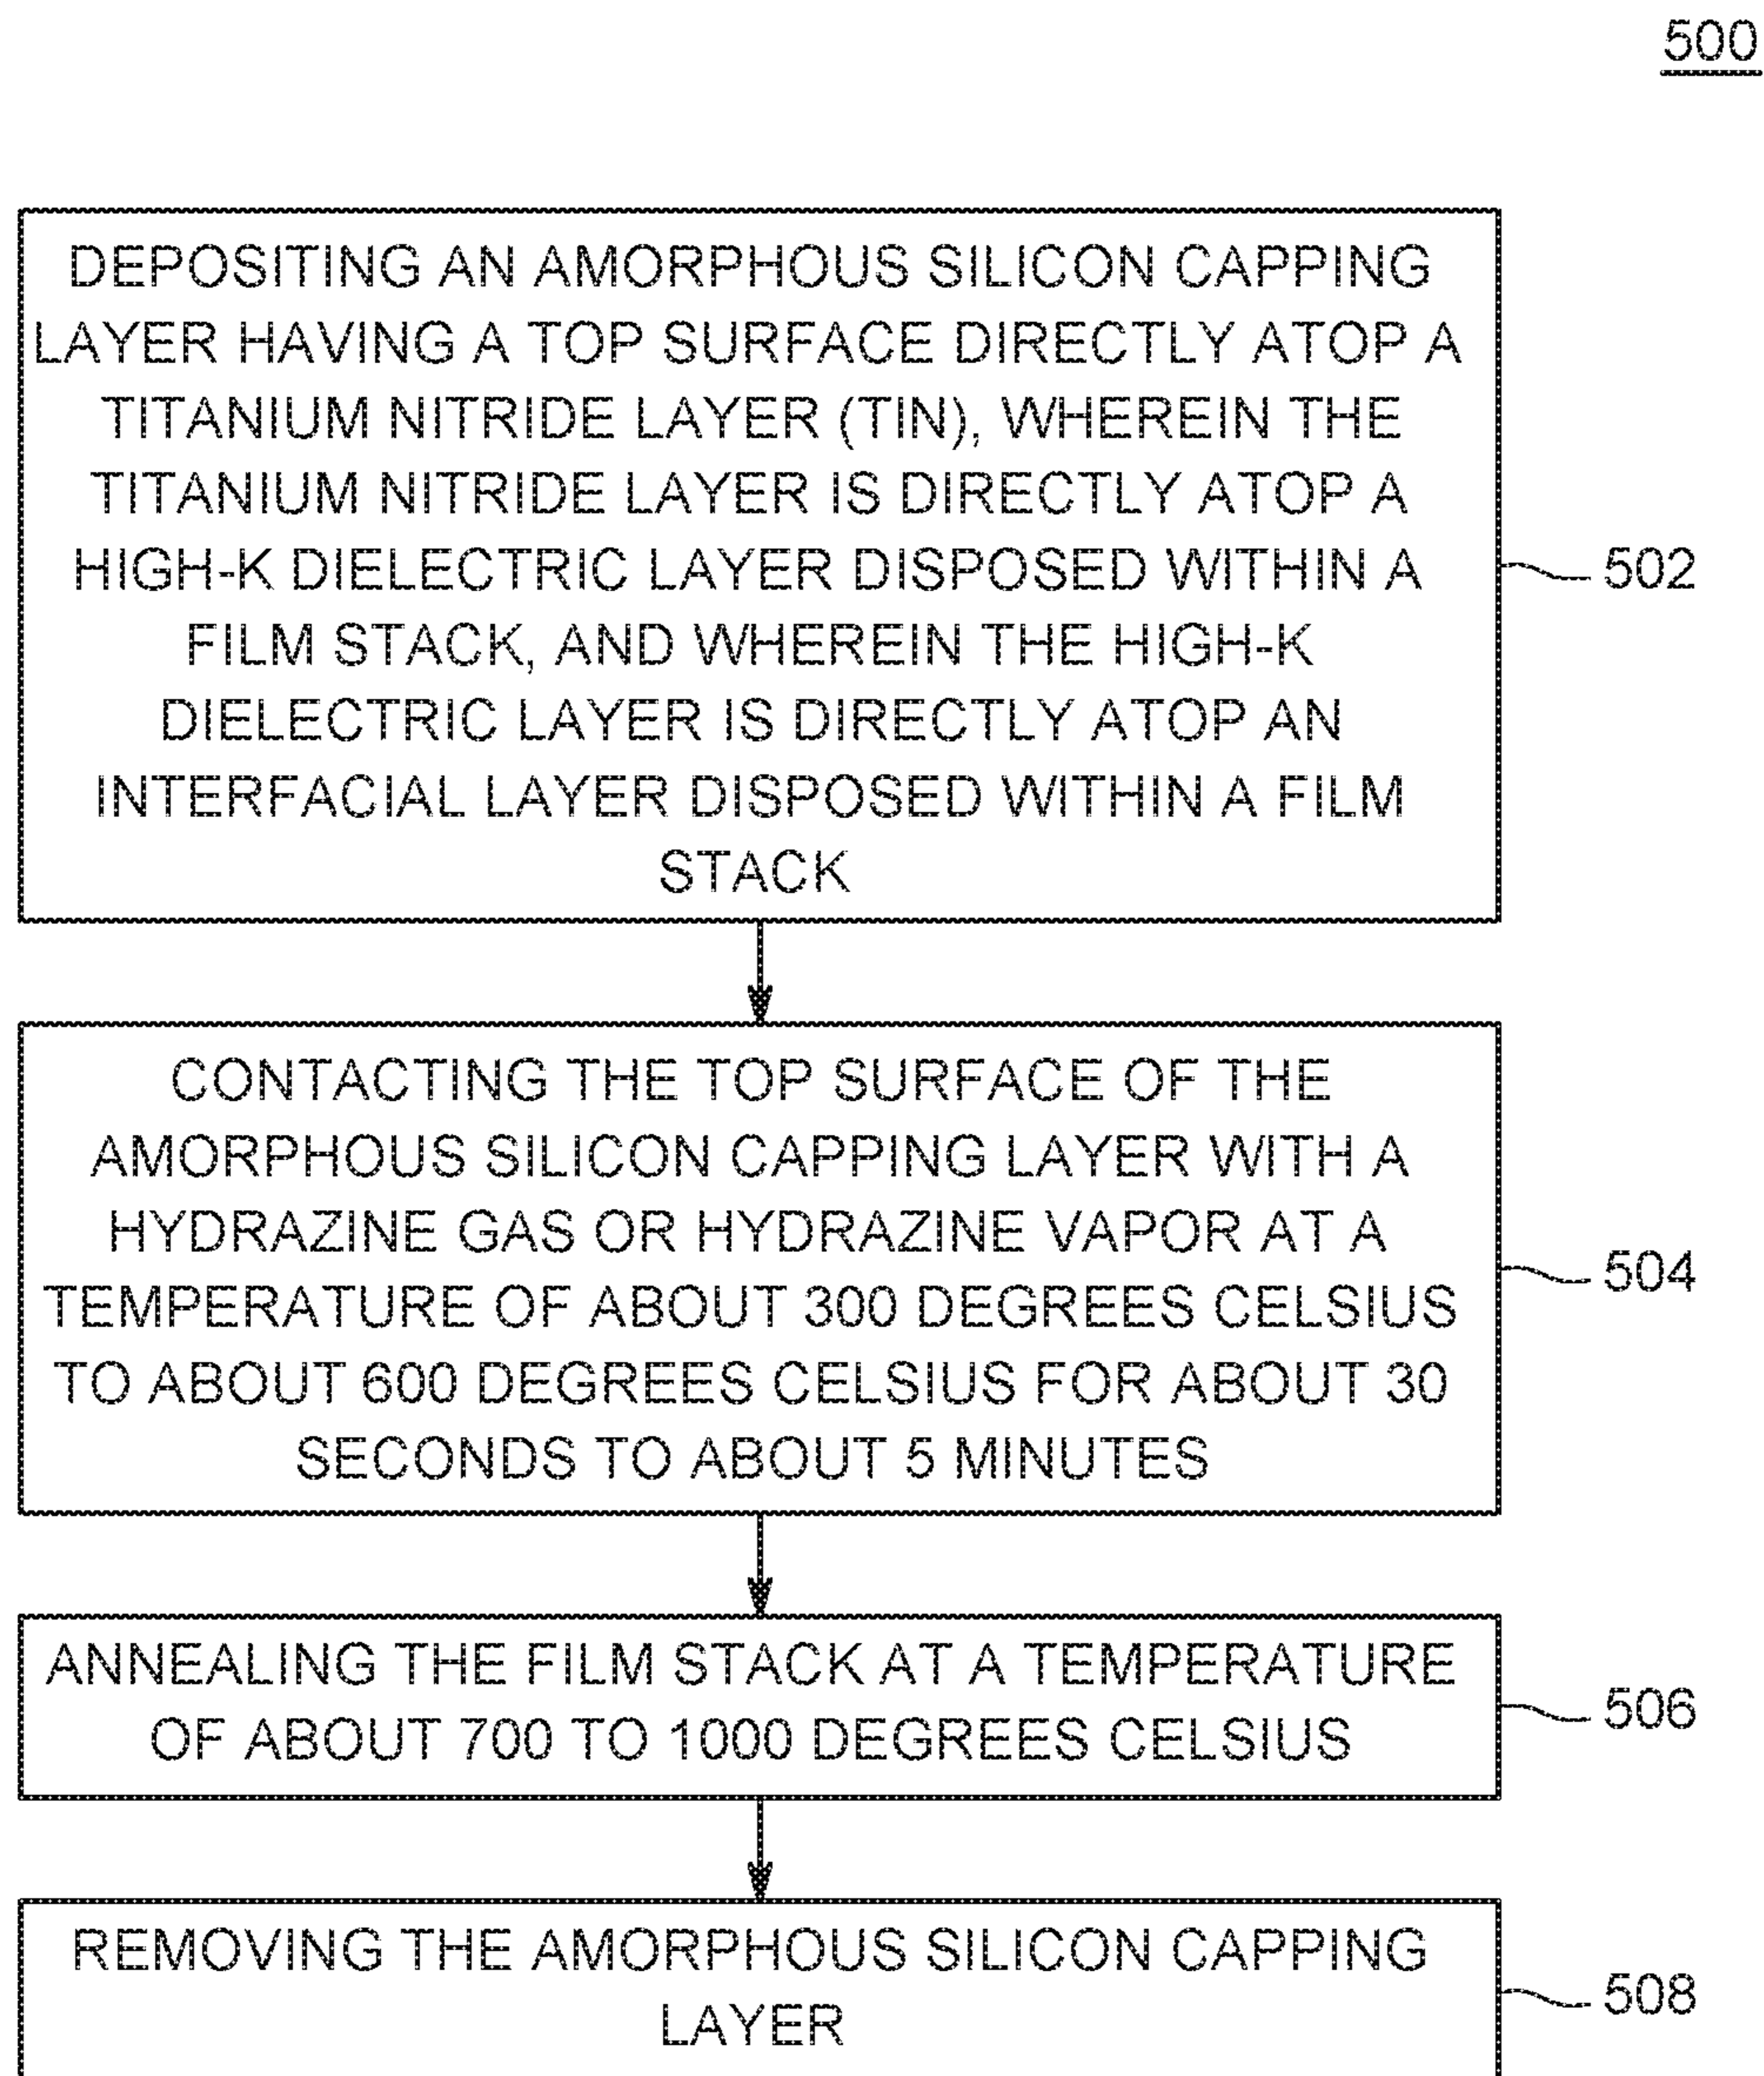 500
DEPOSITING AN AMORPHOUS SILICON CAPPING
LAYER HAVING A TOP SURFACE DIRECTLY ATOP A
TITANIUM NITRIDE LAYER (TIN), WHEREIN THE
TITANIUM NITRIDE LAYER IS DIRECTLY ATOP A
HIGH-K DIELECTRIC LAYER DISPOSED WITHIN A
FILM STACK, AND WHEREIN THE HIGH-K
DIELECTRIC LAYER IS DIRECTLY ATOP AN
INTERFACIAL LAYER DISPOSED WITHIN A FILM
STACK
502
CONTACTING THE TOP SURFACE OF THE
AMORPHOUS SILICON CAPPING LAYER WITH A
HYDRAZINE GAS OR HYDRAZINE VAPOR AT A
TEMPERATURE OF ABOUT 300 DEGREES CELSIUS
TO ABOUT 600 DEGREES CELSIUS FOR ABOUT 30
SECONDS TO ABOUT 5 MINUTES
504
ANNEALING THE FILM STACK AT A TEMPERATURE
OF ABOUT 700 TO 1000 DEGREES CELSIUS
506
REMOVING THE AMORPHOUS SILICON CAPPING
LAYER
508